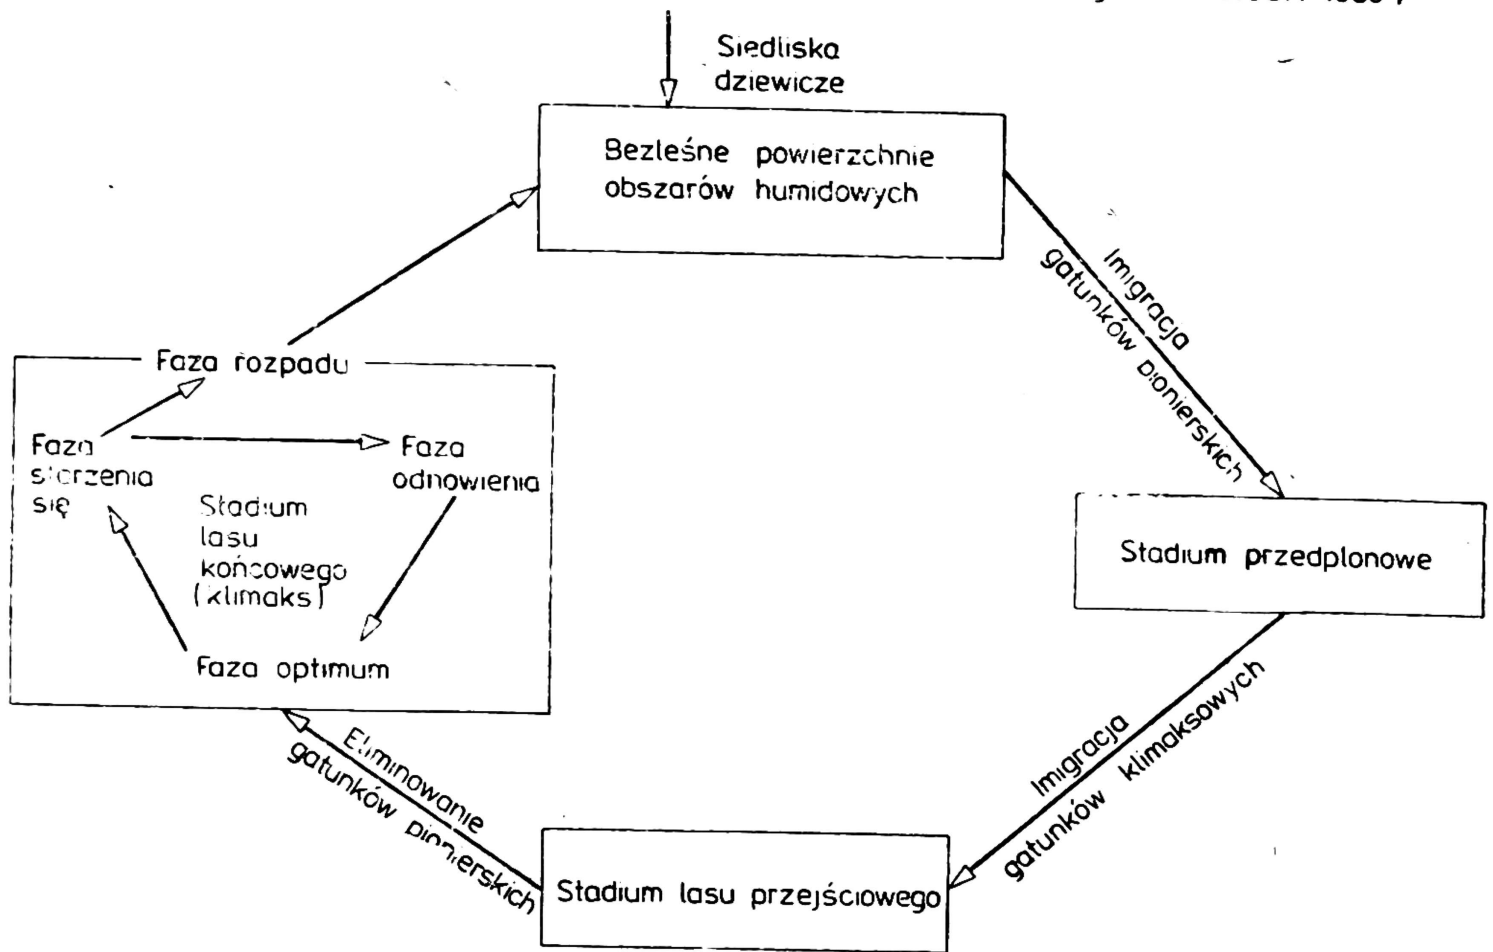 Siedliska
dziewicze
Bezleśne powierzchnie
obszarów humidowych
Imigracja
gatunków pionierskich
Faza rozpadu
Faza
starzenia
się
Faza
odnowienia
Stadium
lasu
końcowego
(klimaks)
Faza optimum
Stadium przedplonowe
Imigracja
gatunków klimaksowych
Eliminowanie
gatunków pionierskich
Stadium lasu przejściowego